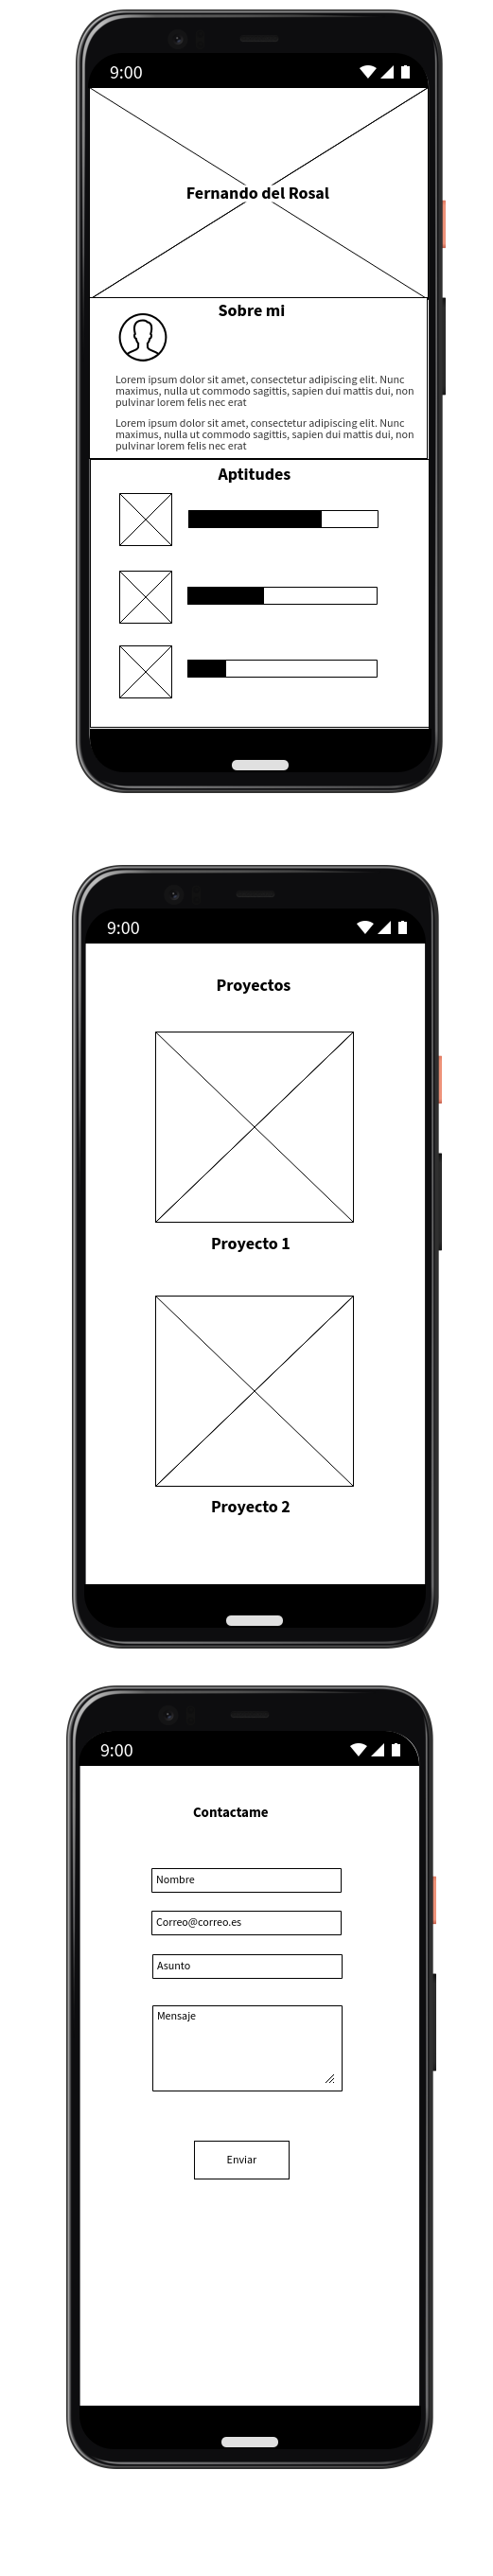 9:00
Fernando del Rosal
Sobre mi
Lorem ipsum dolor sit amet, consectetur adipiscing elit. Nunc
maximus, nulla ut commodo sagittis, sapien dui mattis dui, non
pulvinar lorem felis nec erat
Lorem ipsum dolor sit amet, consectetur adipiscing elit. Nunc
maximus, nulla ut commodo sagittis, sapien dui mattis dui, non
pulvinar lorem felis nec erat
Aptitudes
9:00
Proyectos
Proyecto 1
Proyecto 2
9:00
Contactame
Nombre
Correo@correo.es
Asunto
Mensaje
Enviar